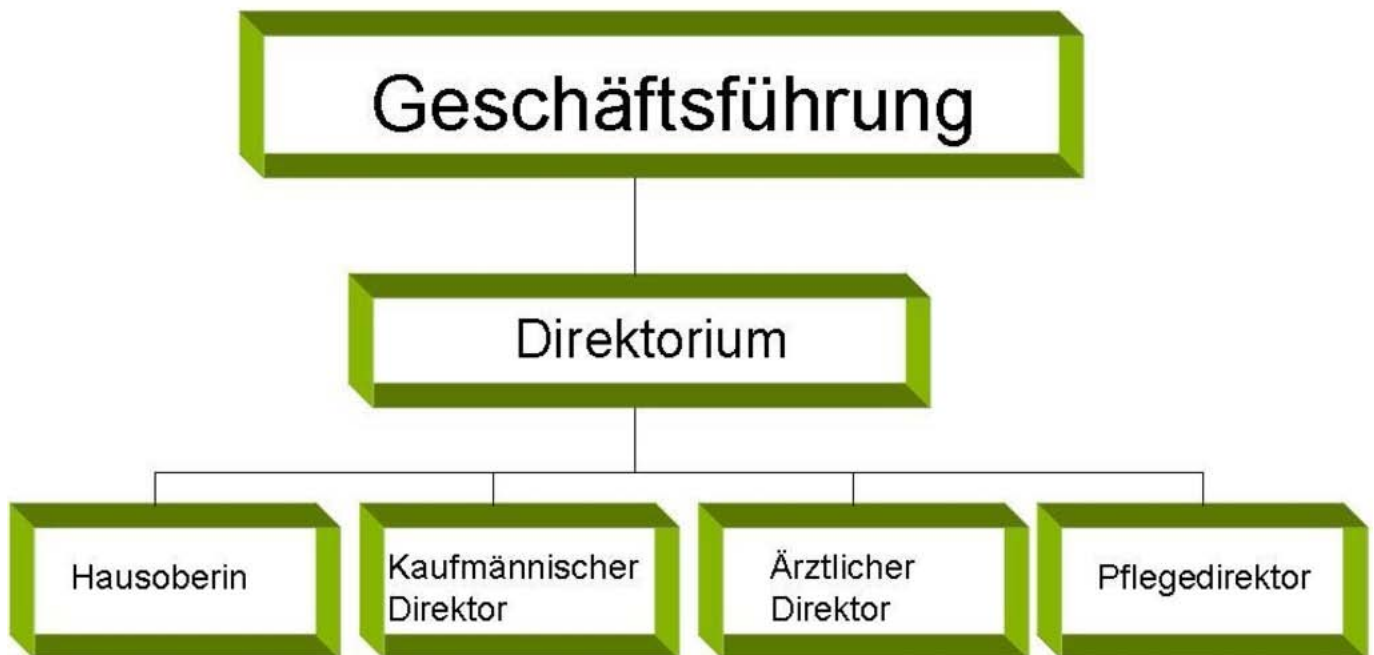 Geschäftsführung
Direktorium
Hausoberin
Kaufmännischer
Direktor
Ärztlicher
Direktor
Pflegedirektor